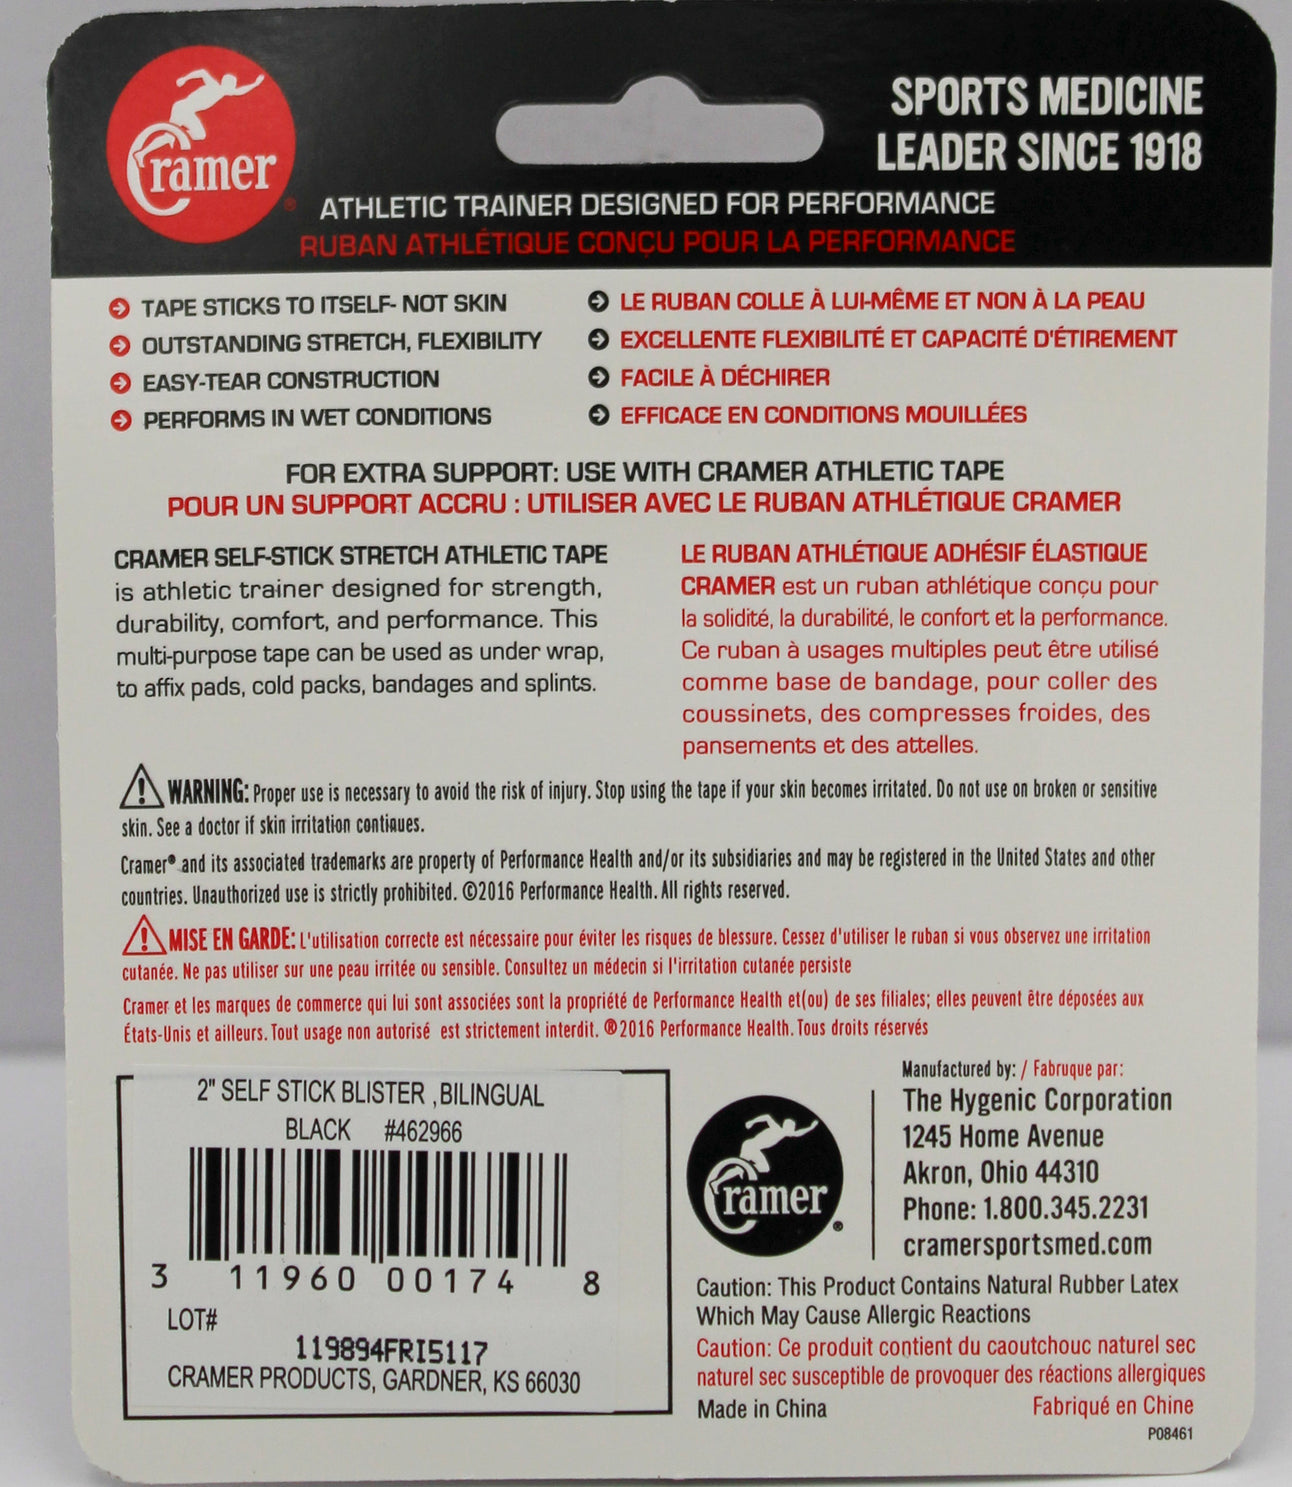 Cramer®
SPORTS MEDICINE
LEADER SINCE 1918
ATHLETIC TRAINER DESIGNED FOR PERFORMANCE
RUBAN ATHLÉTIQUE CONÇU POUR LA PERFORMANCE
TAPE STICKS TO ITSELF- NOT SKIN
OUTSTANDING STRETCH, FLEXIBILITY
EASY-TEAR CONSTRUCTION
PERFORMS IN WET CONDITIONS
LE RUBAN COLLE À LUI-MÊME ET NON À LA PEAU
EXCELLENTE FLEXIBILITÉ ET CAPACITÉ D'ÉTIREMENT
FACILE À DÉCHIRER
EFFICACE EN CONDITIONS MOUILLÉES
FOR EXTRA SUPPORT: USE WITH CRAMER ATHLETIC TAPE
POUR UN SUPPORT ACCRU : UTILISER AVEC LE RUBAN ATHLÉTIQUE CRAMER
CRAMER SELF-STICK STRETCH ATHLETIC TAPE
is athletic trainer designed for strength,
durability, comfort, and performance. This
multi-purpose tape can be used as under wrap,
to affix pads, cold packs, bandages and splints.
LE RUBAN ATHLÉTIQUE ADHÉSIF ÉLASTIQUE
CRAMER est un ruban athlétique conçu pour
la solidité, la durabilité, le confort et la performance.
Ce ruban à usages multiples peut être utilisé
comme base de bandage, pour coller des
coussinets, des compresses froides, des
pansements et des attelles.
WARNING: Proper use is necessary to avoid the risk of injury. Stop using the tape if your skin becomes irritated. Do not use on broken or sensitive
skin. See a doctor if skin irritation continues.
Cramer® and its associated trademarks are property of Performance Health and/or its subsidiaries and may be registered in the United States and other
countries. Unauthorized use is strictly prohibited. ©2016 Performance Health. All rights reserved.
MISE EN GARDE: L'utilisation correcte est nécessaire pour éviter les risques de blessure. Cessez d'utiliser le ruban si vous observez une irritation
cutanée. Ne pas utiliser sur une peau irritée ou sensible. Consultez un médecin si l'irritation cutanée persiste
Cramer et les marques de commerce qui lui sont associées sont la propriété de Performance Health et(ou) de ses filiales; elles peuvent être déposées aux
États-Unis et ailleurs. Tout usage non autorisé est strictement interdit. ®2016 Performance Health. Tous droits réservés
2" SELF STICK BLISTER ,BILINGUAL
BLACK #462966
3 11960 00174 8
LOT#
119894FRI5117
CRAMER PRODUCTS, GARDNER, KS 66030
Cramer®
Manufactured by: / Fabruque par:
The Hygenic Corporation
1245 Home Avenue
Akron, Ohio 44310
Phone: 1.800.345.2231
cramersportsmed.com
Caution: This Product Contains Natural Rubber Latex
Which May Cause Allergic Reactions
Caution: Ce produit contient du caoutchouc naturel sec
naturel sec susceptible de provoquer des réactions allergiques
Made in China Fabriqué en Chine
P08461